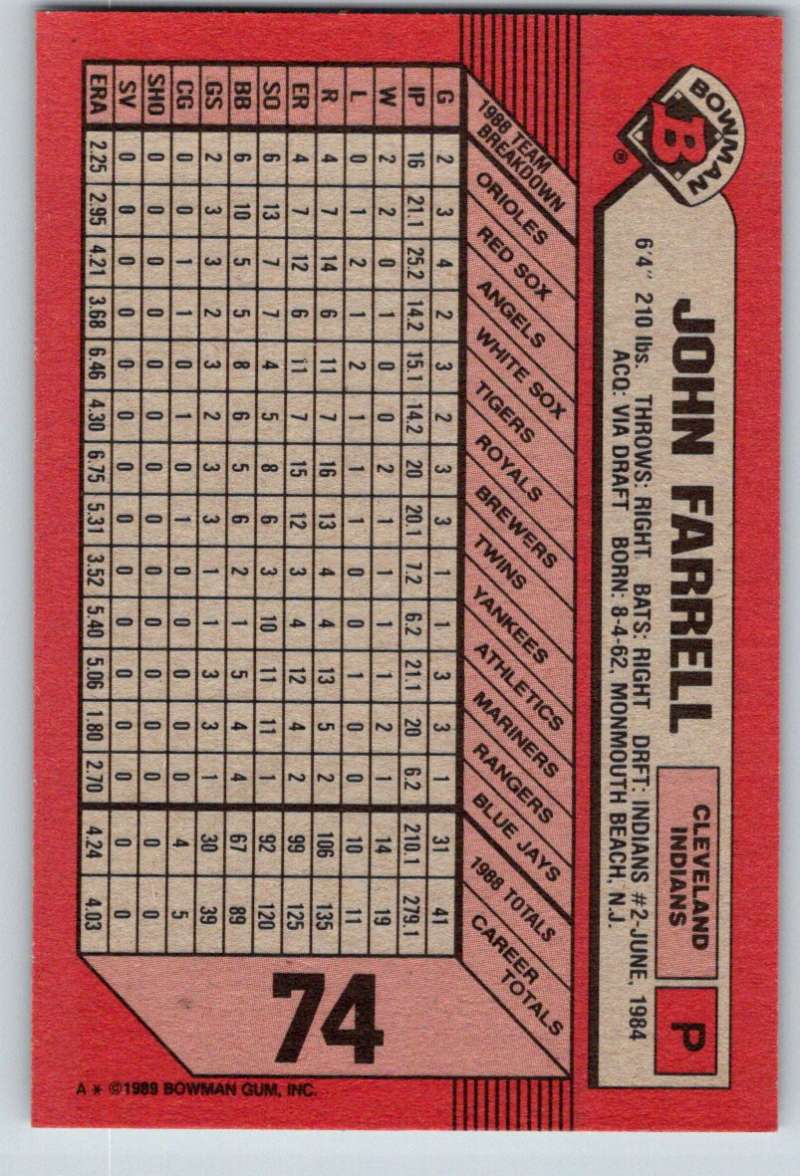 BOWMAN
B
®
JOHN FARRELL
CLEVELAND
INDIANS
P
6'4" 210 lbs. THROWS: RIGHT BATS: RIGHT DRFT: INDIANS #2-JUNE, 1984
ACQ: VIA DRAFT BORN: 8-4-62, MONMOUTH BEACH, N.J.
1988 TEAM
BREAKDOWN
ORIOLES
RED SOX
ANGELS
WHITE SOX
TIGERS
ROYALS
BREWERS
TWINS
YANKEES
ATHLETICS
MARINERS
RANGERS
BLUE JAYS
1988 TOTALS
CAREER
TOTALS
G 2 3 4 2 3 2 3 3 1 1 3 3 1 31 41
IP 16 21.1 25.2 14.2 15.1 14.2 20 20.1 7.2 6.2 21.1 20 6.2 210.1 279.1
W 2 2 0 1 0 0 2 1 1 1 1 2 1 14 19
L 0 1 2 1 2 1 1 1 0 0 1 0 0 10 11
R 4 7 14 6 11 7 16 13 4 4 13 5 2 106 135
ER 4 7 12 6 11 7 15 12 3 4 12 4 2 99 125
SO 6 13 7 7 4 5 8 6 3 10 11 11 1 92 120
BB 6 10 5 5 8 6 5 6 2 1 5 4 4 67 89
GS 2 3 3 2 3 2 3 3 1 1 3 3 1 30 39
CG 0 0 1 1 0 1 0 1 0 0 0 0 0 4 5
SHO 0 0 0 0 0 0 0 0 0 0 0 0 0 0 0
SV 0 0 0 0 0 0 0 0 0 0 0 0 0 0 0
ERA 2.25 2.95 4.21 3.68 6.46 4.30 6.75 5.31 3.52 5.40 5.06 1.80 2.70 4.24 4.03
74
A * ©1989 BOWMAN GUM, INC.